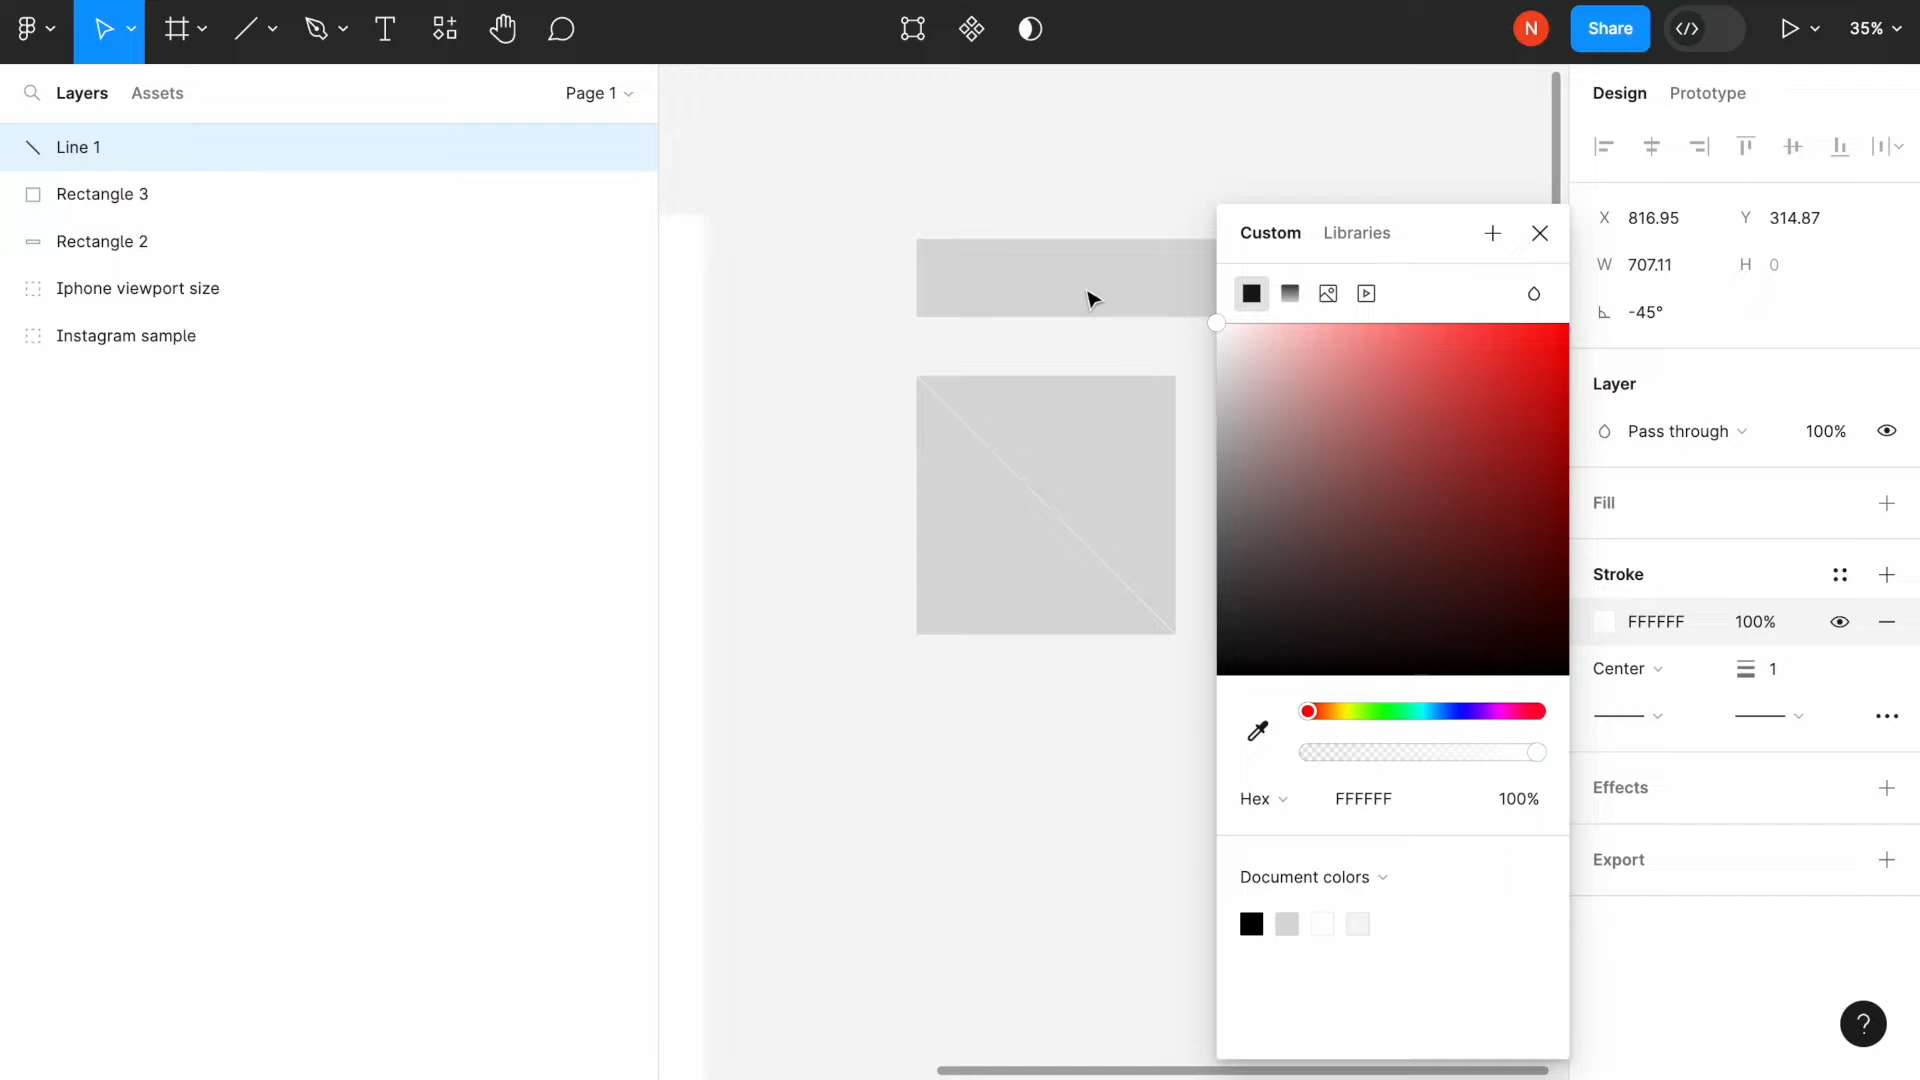 N
Share
35%
Layers
Assets
Page 1
Design
Prototype
Line 1
Rectangle 3
Rectangle 2
Iphone viewport size
Instagram sample
Custom
Libraries
Hex
FFFFFF
100%
Document colors
X
816.95
Y
314.87
W
707.11
H
0
-45°
Layer
Pass through
100%
Fill
Stroke
FFFFFF
100%
Center
1
Effects
Export
?